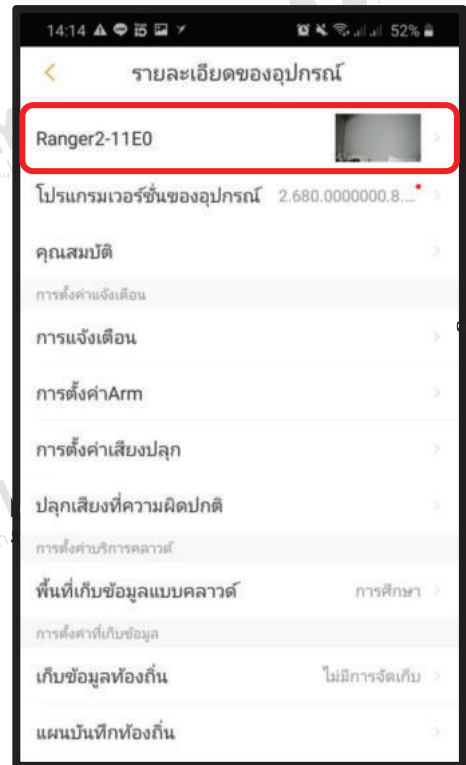 14:14 52%
รายละเอียดของอุปกรณ์
Ranger2-11E0
โปรแกรมเวอร์ชั่นของอุปกรณ์ 2.680.0000000.8....
คุณสมบัติ
การตั้งค่าแจ้งเตือน
การแจ้งเตือน
การตั้งค่าArm
การตั้งค่าเสียงปลุก
ปลุกเสียงที่ความผิดปกติ
การตั้งค่าบริการคลาวด์
พื้นที่เก็บข้อมูลแบบคลาวด์ การศึกษา
การตั้งค่าที่เก็บข้อมูล
เก็บข้อมูลท้องถิ่น ไม่มีการจัดเก็บ
แผนบันทึกท้องถิ่น